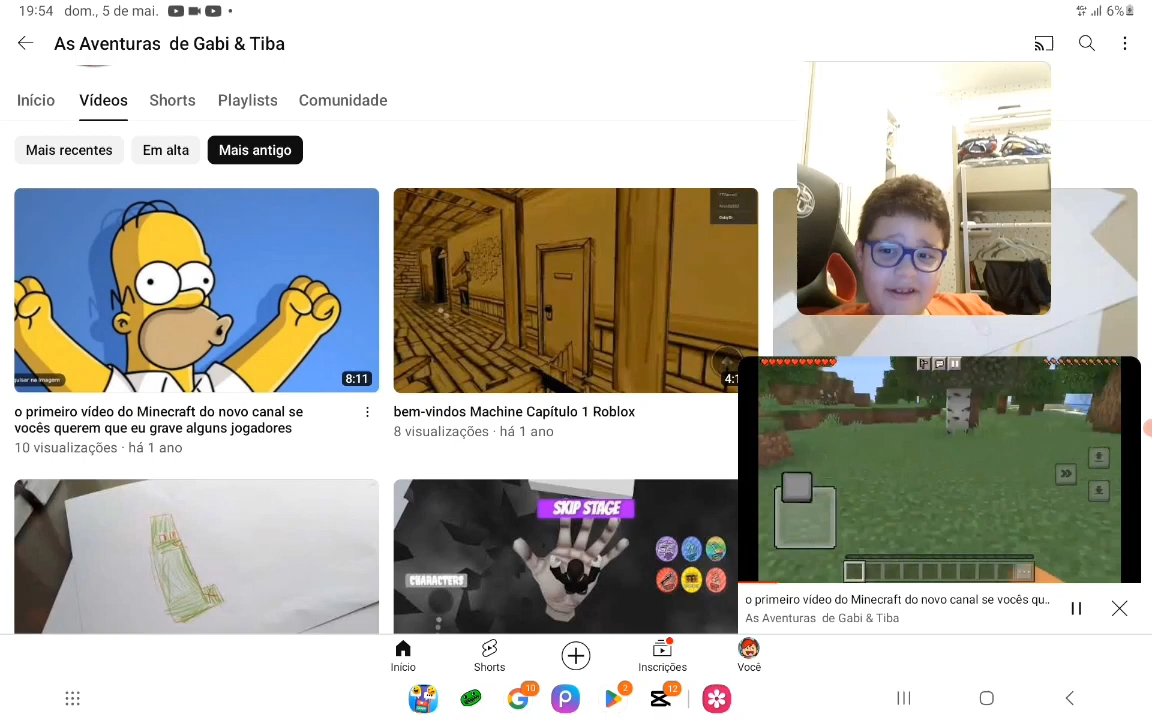 19:54 dom., 5 de mai. 6%
As Aventuras de Gabi & Tiba
Início Vídeos Shorts Playlists Comunidade
Mais recentes Em alta Mais antigo
8:11
4:1
o primeiro vídeo do Minecraft do novo canal se
vocês querem que eu grave alguns jogadores
10 visualizações · há 1 ano
bem-vindos Machine Capítulo 1 Roblox
8 visualizações · há 1 ano
SKIP STAGE
CHARACTERS
o primeiro vídeo do Minecraft do novo canal se vocês qu..
As Aventuras de Gabi & Tiba
Início Shorts Inscrições Você
10 2 12